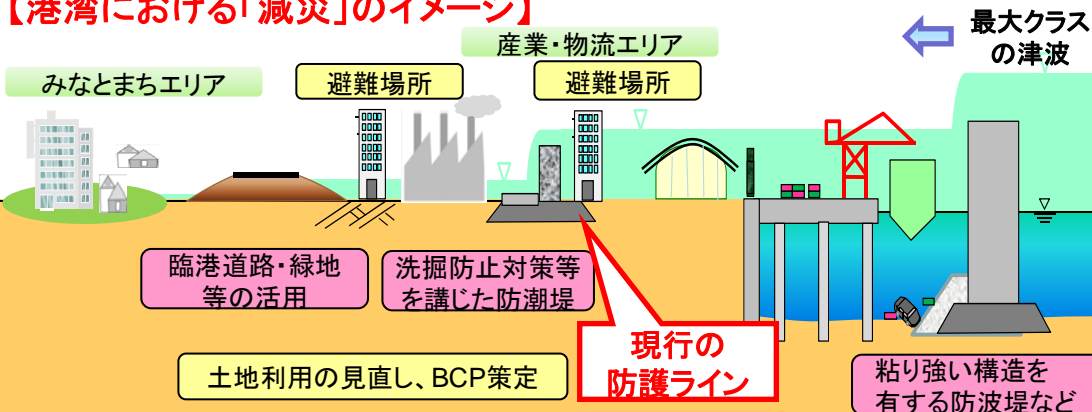 【港湾における「減災」のイメージ】
最大クラス
の津波
産業・物流エリア
みなとまちエリア
避難場所
避難場所
臨港道路・緑地
等の活用
洗掘防止対策等
を講じた防潮堤
現行の
防護ライン
土地利用の見直し、BCP策定
粘り強い構造を
有する防波堤など